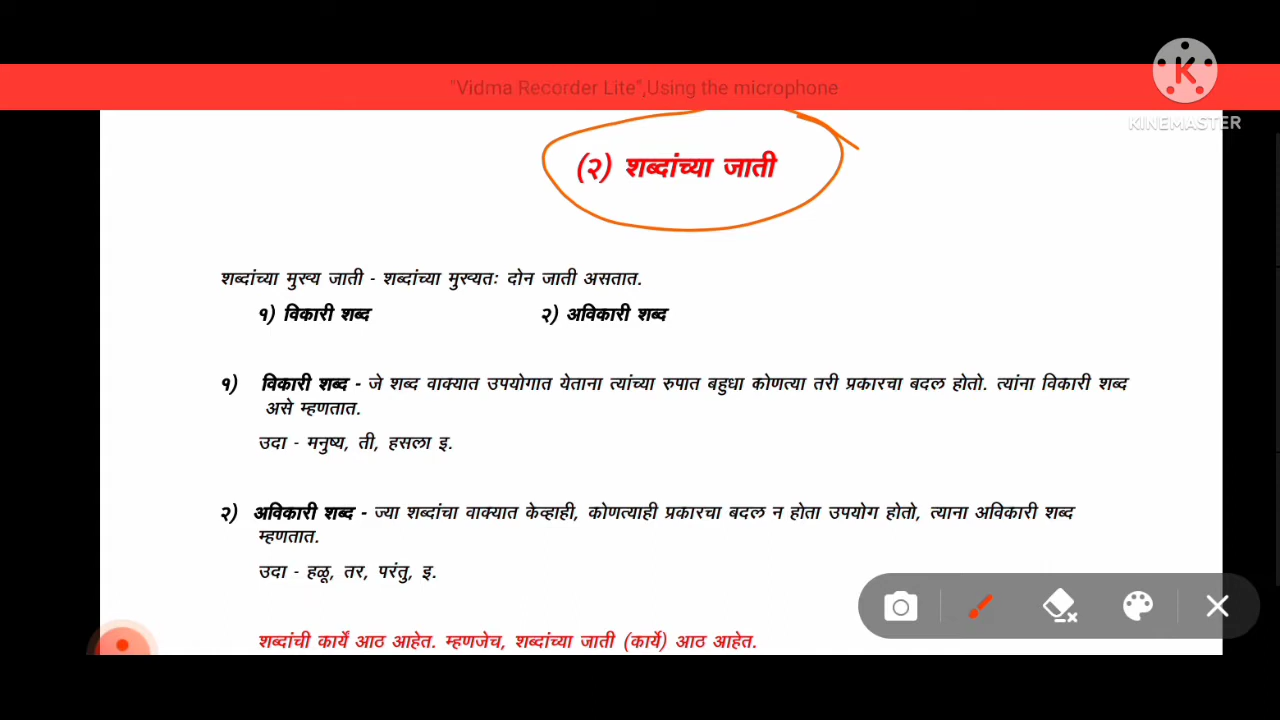 "Vidma Recorder Lite",Using the microphone
K
KINEMASTER
(२) शब्दांच्या जाती
शब्दांच्या मुख्य जाती - शब्दांच्या मुख्यतः दोन जाती असतात.
१) विकारी शब्द २) अविकारी शब्द
१) विकारी शब्द - जे शब्द वाक्यात उपयोगात येताना त्यांच्या रुपात बहुधा कोणत्या तरी प्रकारचा बदल होतो. त्यांना विकारी शब्द
असे म्हणतात.
उदा - मनुष्य, ती, हसला इ.
२) अविकारी शब्द - ज्या शब्दांचा वाक्यात केव्हाही, कोणत्याही प्रकारचा बदल न होता उपयोग होतो, त्याना अविकारी शब्द
म्हणतात.
उदा - हळू, तर, परंतु, इ.
शब्दांची कार्यें आठ आहेत. म्हणजेच, शब्दांच्या जाती (कार्ये) आठ आहेत.